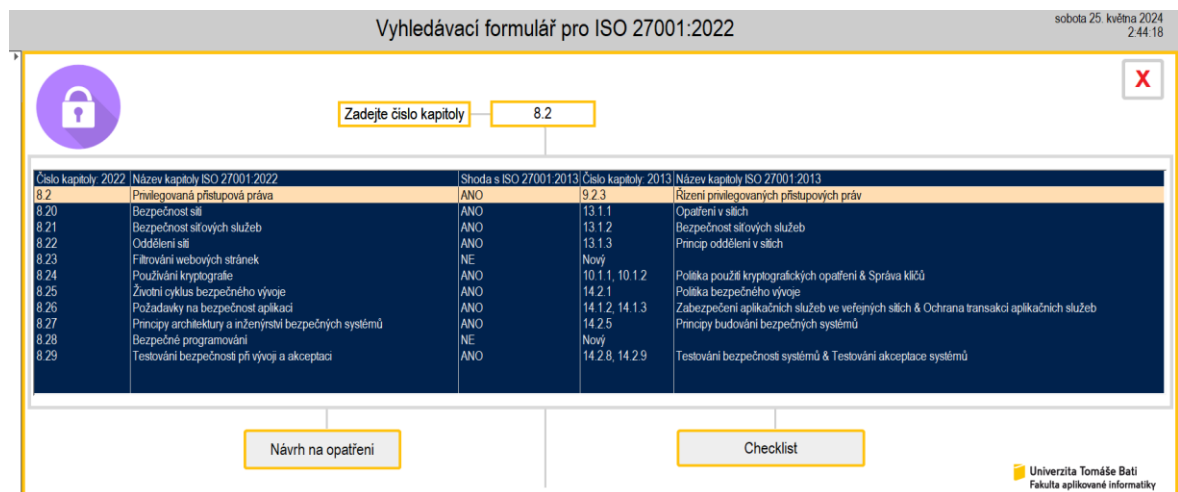 Vyhledávací formulář pro ISO 27001:2022
sobota 25. května 2024
2:44:18
X
Zadejte číslo kapitoly
8.2
Číslo kapitoly: 2022 Název kapitoly ISO 27001:2022 Shoda s ISO 27001:2013 Číslo kapitoly: 2013 Název kapitoly ISO 27001:2013
8.2 Privilegovaná přístupová práva ANO 9.2.3 Řízení privilegovaných přístupových práv
8.20 Bezpečnost sítí ANO 13.1.1 Opatření v sítích
8.21 Bezpečnost síťových služeb ANO 13.1.2 Bezpečnost síťových služeb
8.22 Oddělení sítí ANO 13.1.3 Princip oddělení v sítích
8.23 Filtrování webových stránek NE Nový
8.24 Používání kryptografie ANO 10.1.1, 10.1.2 Politika použití kryptografických opatření & Správa klíčů
8.25 Životní cyklus bezpečného vývoje ANO 14.2.1 Politika bezpečného vývoje
8.26 Požadavky na bezpečnost aplikací ANO 14.1.2, 14.1.3 Zabezpečení aplikačních služeb ve veřejných sítích & Ochrana transakcí aplikačních služeb
8.27 Principy architektury a inženýrství bezpečných systémů ANO 14.2.5 Principy budování bezpečných systémů
8.28 Bezpečné programování NE Nový
8.29 Testování bezpečnosti při vývoji a akceptaci ANO 14.2.8, 14.2.9 Testování bezpečnosti systémů & Testování akceptace systémů
Návrh na opatření
Checklist
Univerzita Tomáše Bati
Fakulta aplikované informatiky